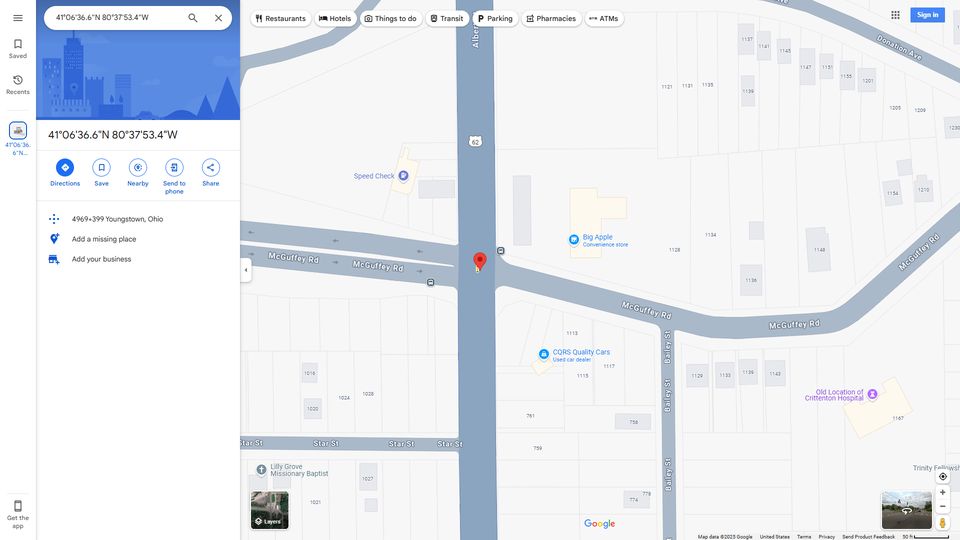 41°06'36.6"N 80°37'53.4"W
Restaurants
Hotels
Things to do
Transit
Parking
Pharmacies
ATMs
Sign in
Saved
Recents
41°06'36.
6"N...
41°06'36.6"N 80°37'53.4"W
Directions
Save
Nearby
Send to
phone
Share
4969+399 Youngstown, Ohio
Add a missing place
Add your business
Get the
app
Donation Ave
1137
1141
1145
1147
1151
1155
1201
1121
1131
1135
1139
1205
1209
1230
62
Speed Check
Big Apple
Convenience store
1128
1134
1148
1154
1210
1136
McGuffey Rd
McGuffey Rd
McGuffey Rd
McGuffey Rd
McGuffey Rd
1113
CQRS Quality Cars
Used car dealer
1115
1117
Bailey St
Bailey St
Bailey St
1129
1133
1139
1143
Old Location of
Crittenton Hospital
1167
1016
1020
1024
1028
761
758
759
Star St
Star St
Star St
Star St
Lilly Grove
Missionary Baptist
1027
1021
774
778
Layers
Google
Map data ©2025 Google
United States
Terms
Privacy
Send Product Feedback
50 ft